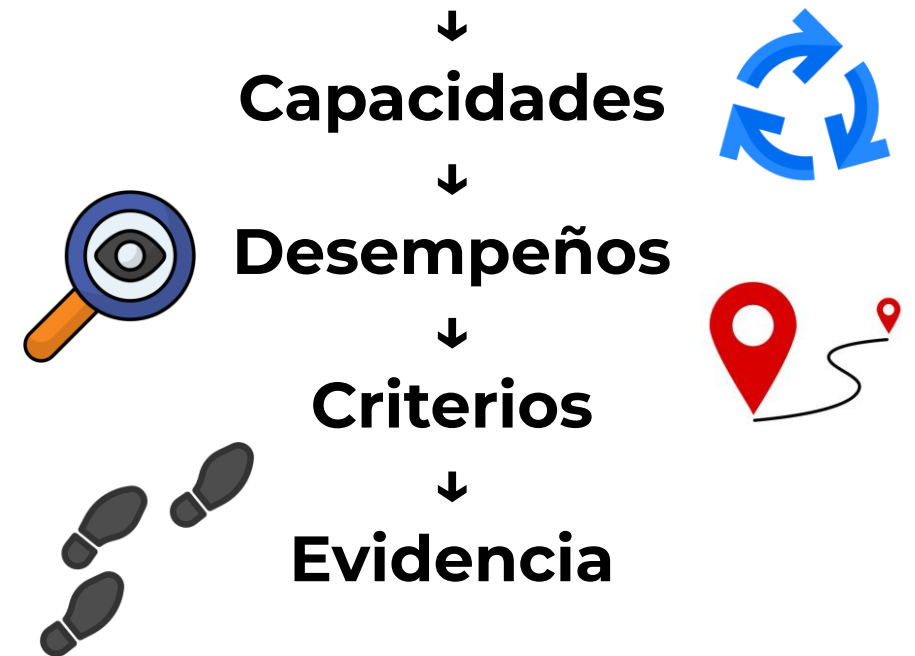 ↓
Capacidades
↓
Desempeños
↓
Criterios
↓
Evidencia